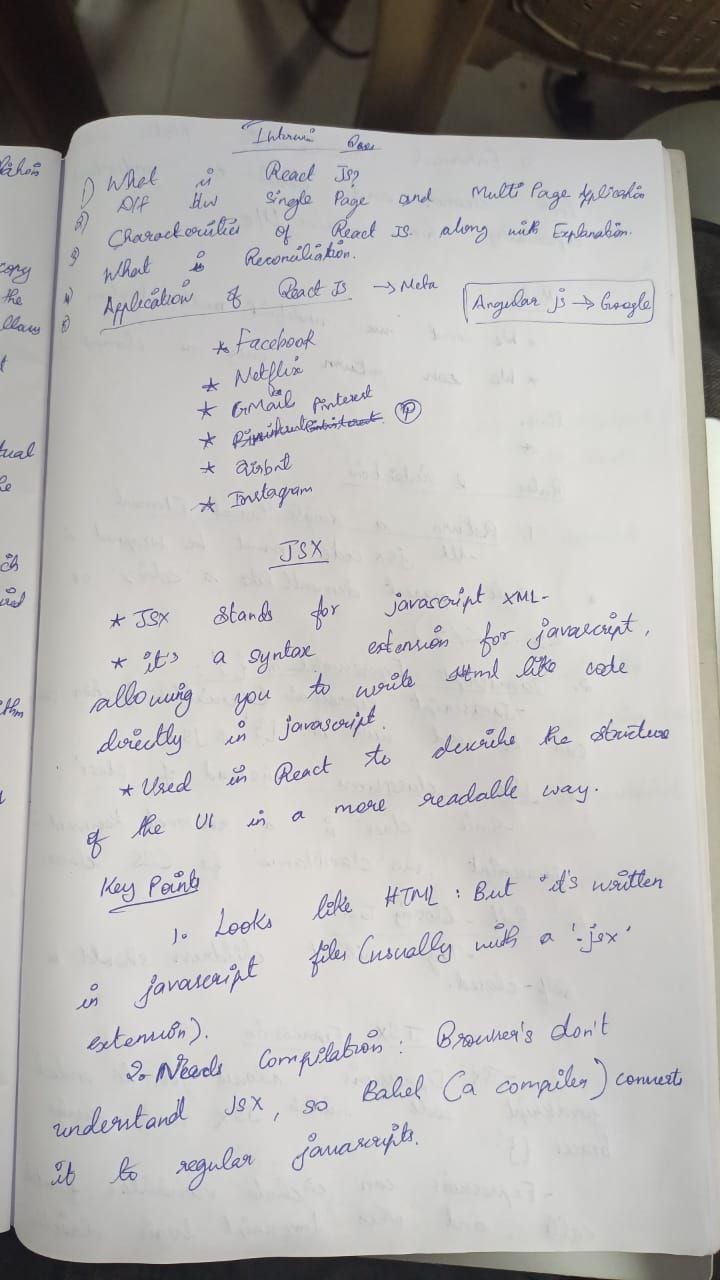 Interview Ques
1) What is React JS?
2) Diff b/w Single Page and Multi Page Application
3) Characteristics of React JS along with Explanation.
4) What is Reconciliation.
5) Application of React Js → Meta
Angular js → Google
* Facebook
* Netflix
* GMail
* Pinterest P
* airbnb
* Instagram
JSX
* JSX stands for javascript XML-
* it's a syntax extension for javascript,
allowing you to write Html like code
directly in javascript.
* Used in React to describe the structure
of the UI in a more readable way.
Key Points
1. Looks like HTML : But it's written
in javascript files (usually with a '.jsx'
extension).
2. Needs Compilation : Browser's don't
understand JSX, so Babel (a compiler) converts
it to regular javascripts.
copy
the
tual